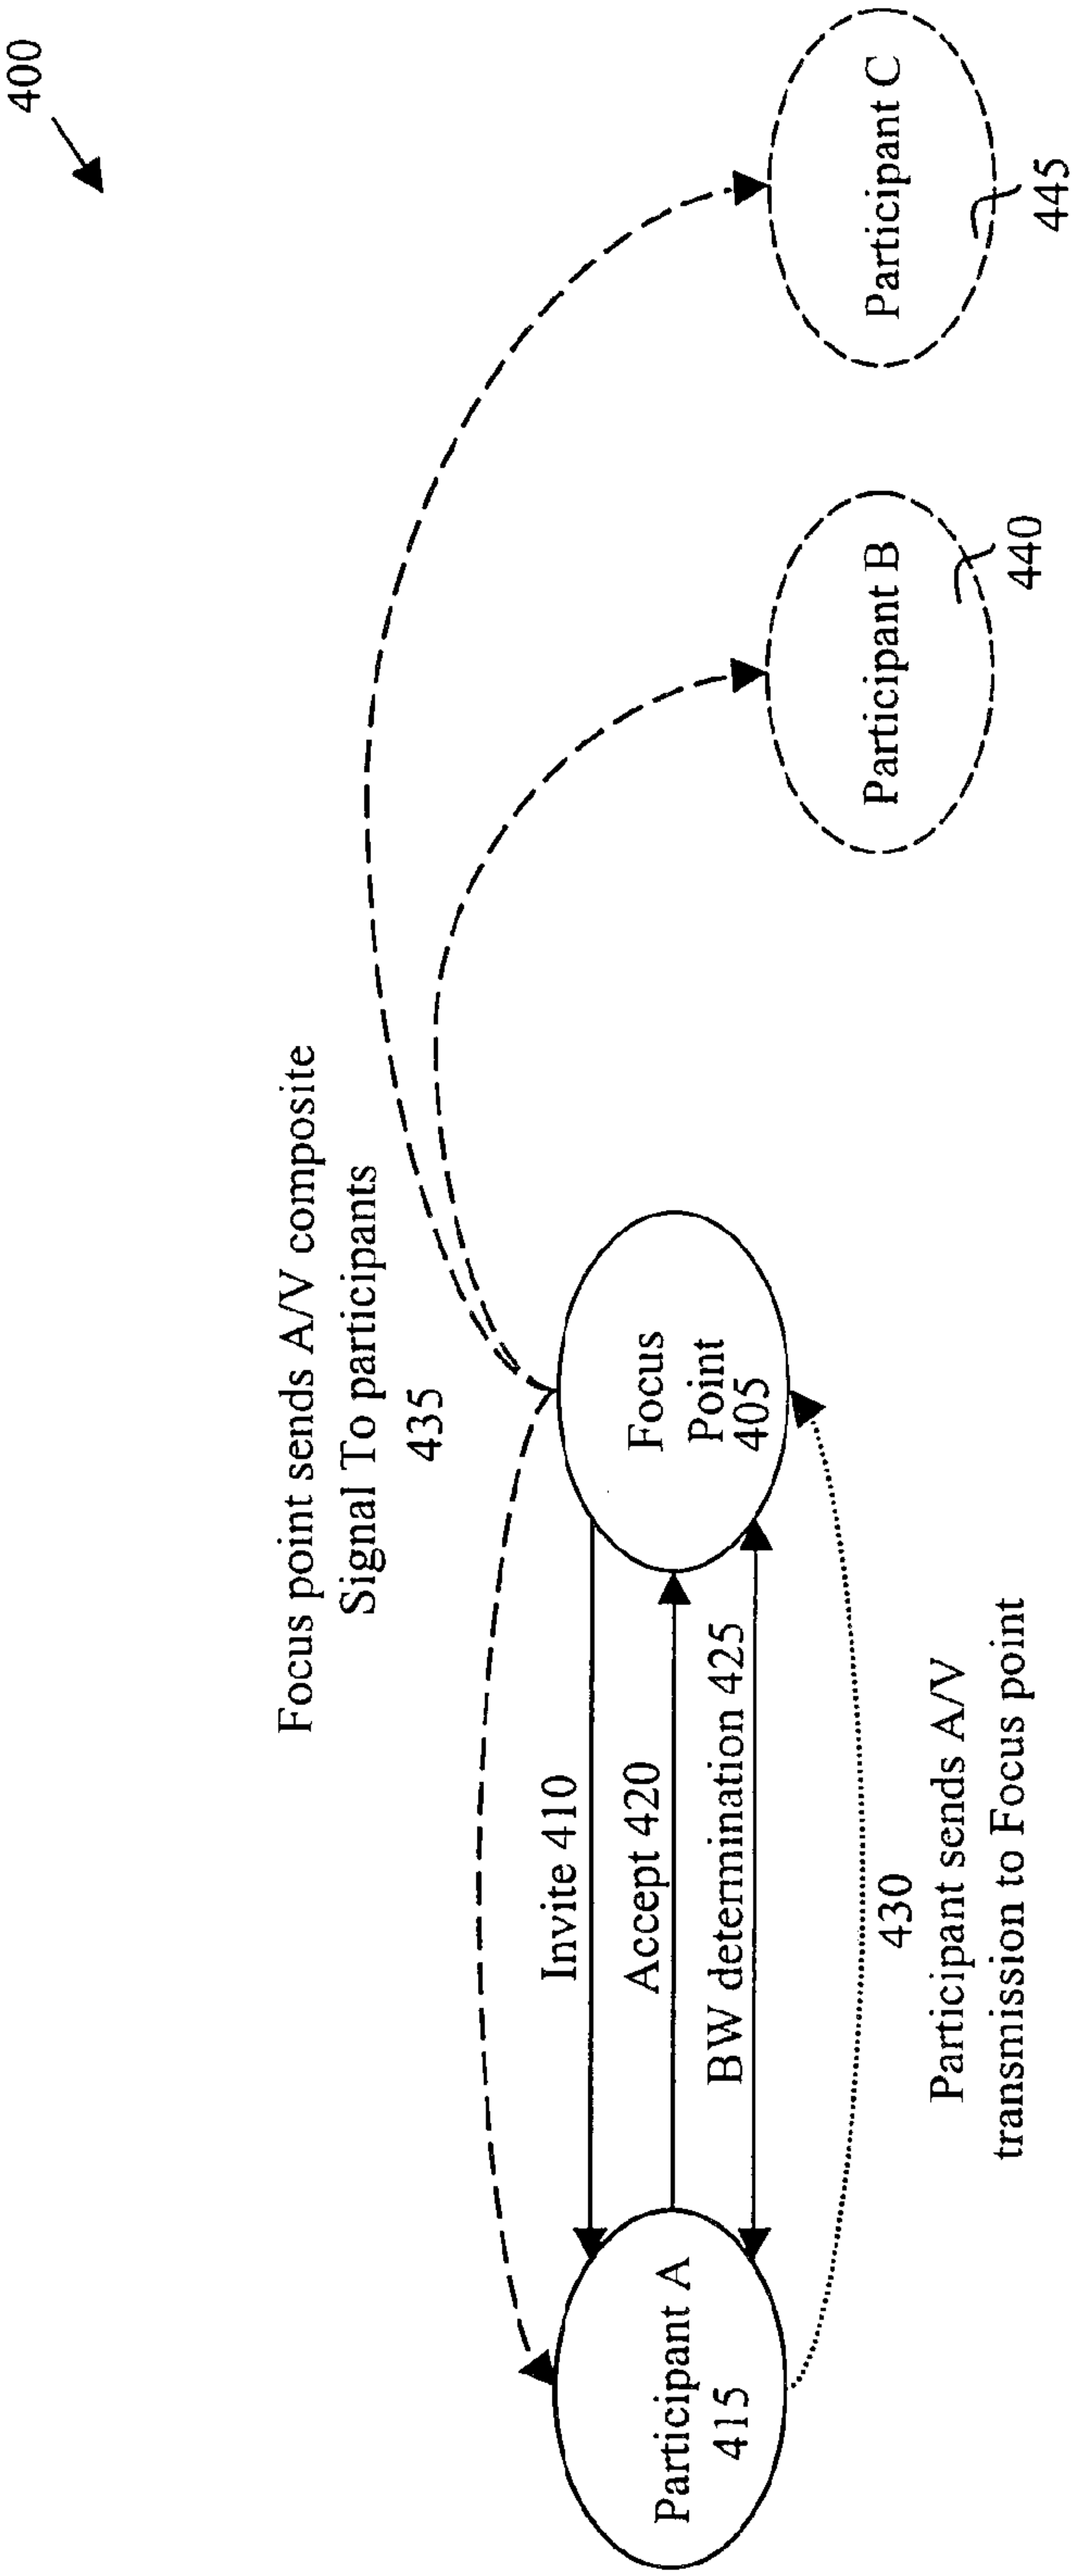 400
Focus point sends A/V composite
Signal To participants
435
Invite 410
Accept 420
BW determination 425
Participant A
415
Focus
Point
405
430
Participant sends A/V
transmission to Focus point
Participant B
440
Participant C
445